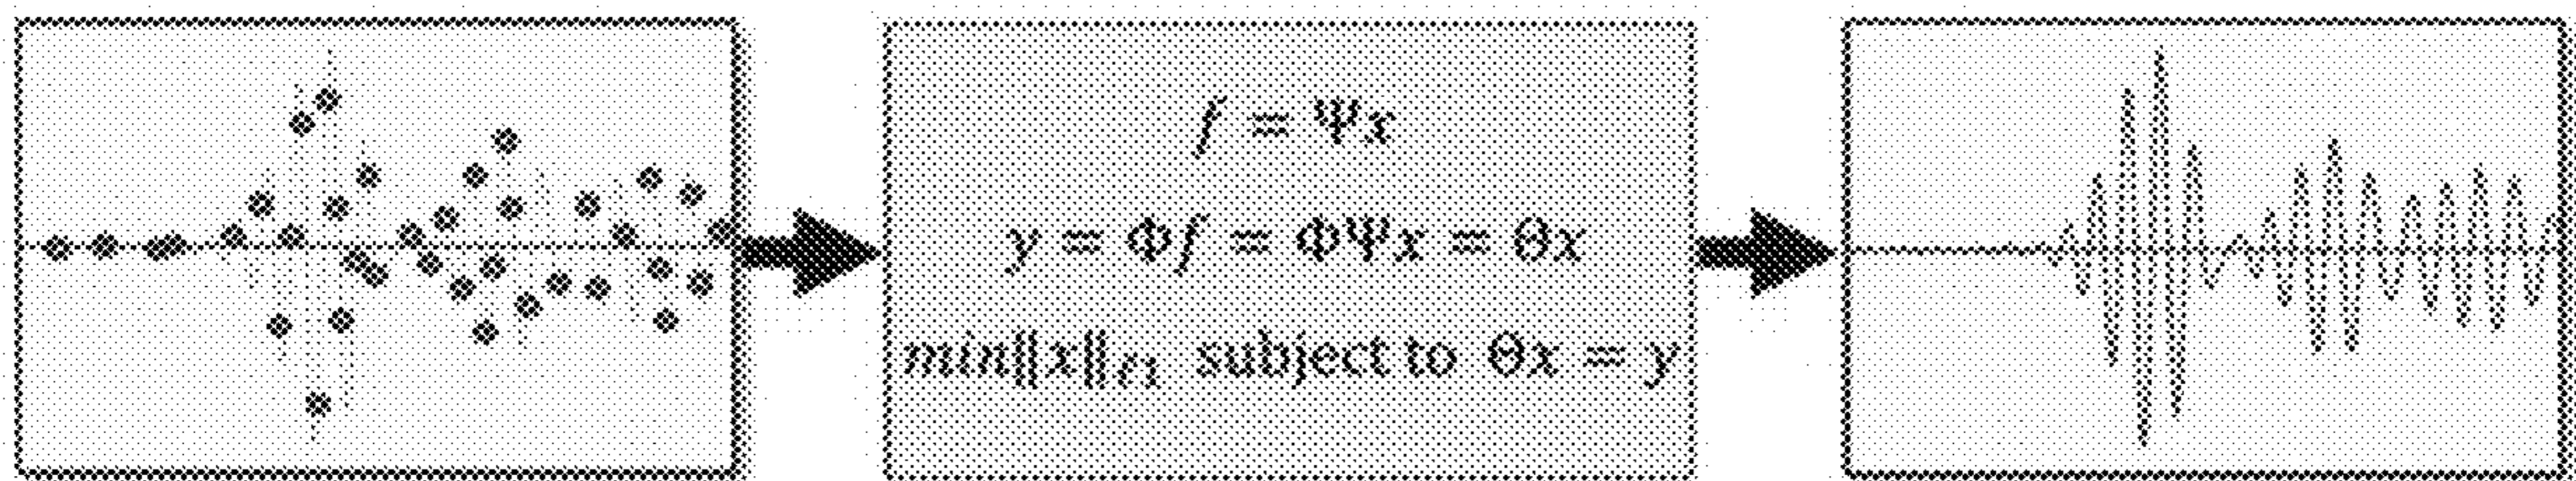 f = Ψx
y = Φf = ΦΨx = Θx
min‖x‖ℓ1 subject to Θx = y